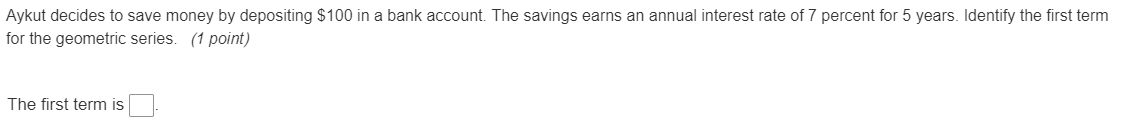 Aykut decides to save money by depositing $100 in a bank account. The savings earns an annual interest rate of 7 percent for 5 years. Identify the first term
for the geometric series. (1 point)
The first term is .